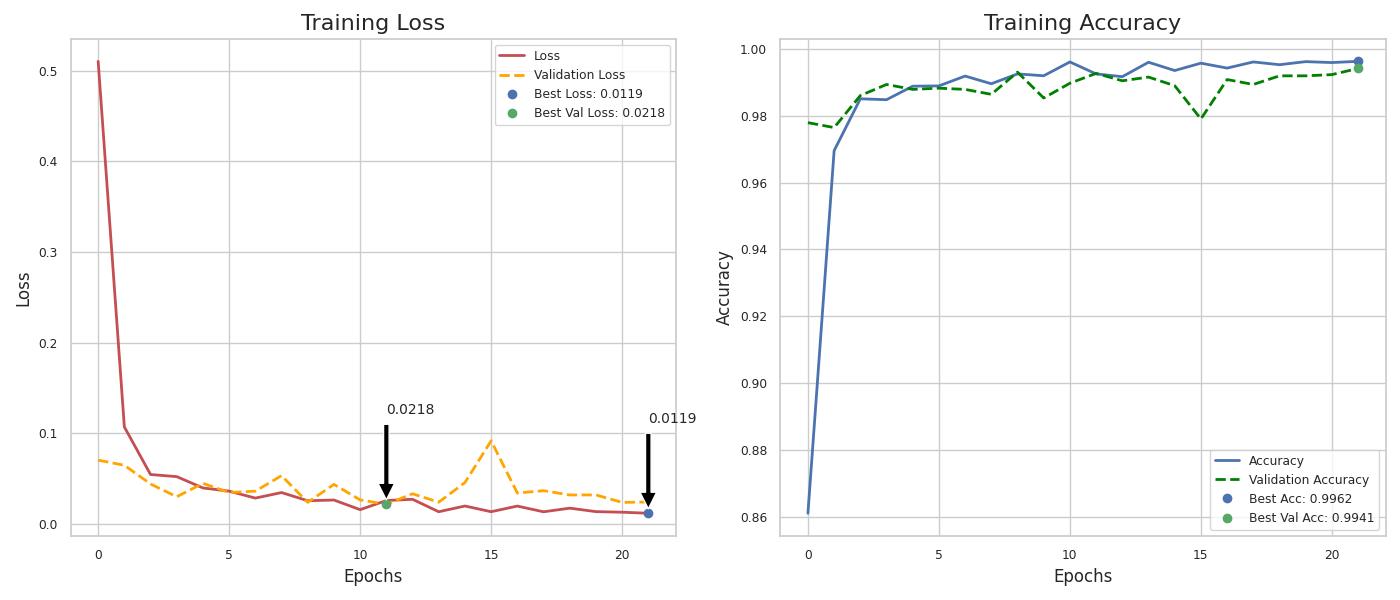 Training Loss
Loss
Validation Loss
Best Loss: 0.0119
Best Val Loss: 0.0218
0.5
0.4
0.3
0.2
0.1
0.0
Loss
0.0218
0.0119
0
5
10
15
20
Epochs
Training Accuracy
1.00
0.98
0.96
0.94
0.92
0.90
0.88
0.86
Accuracy
Accuracy
Validation Accuracy
Best Acc: 0.9962
Best Val Acc: 0.9941
0
5
10
15
20
Epochs